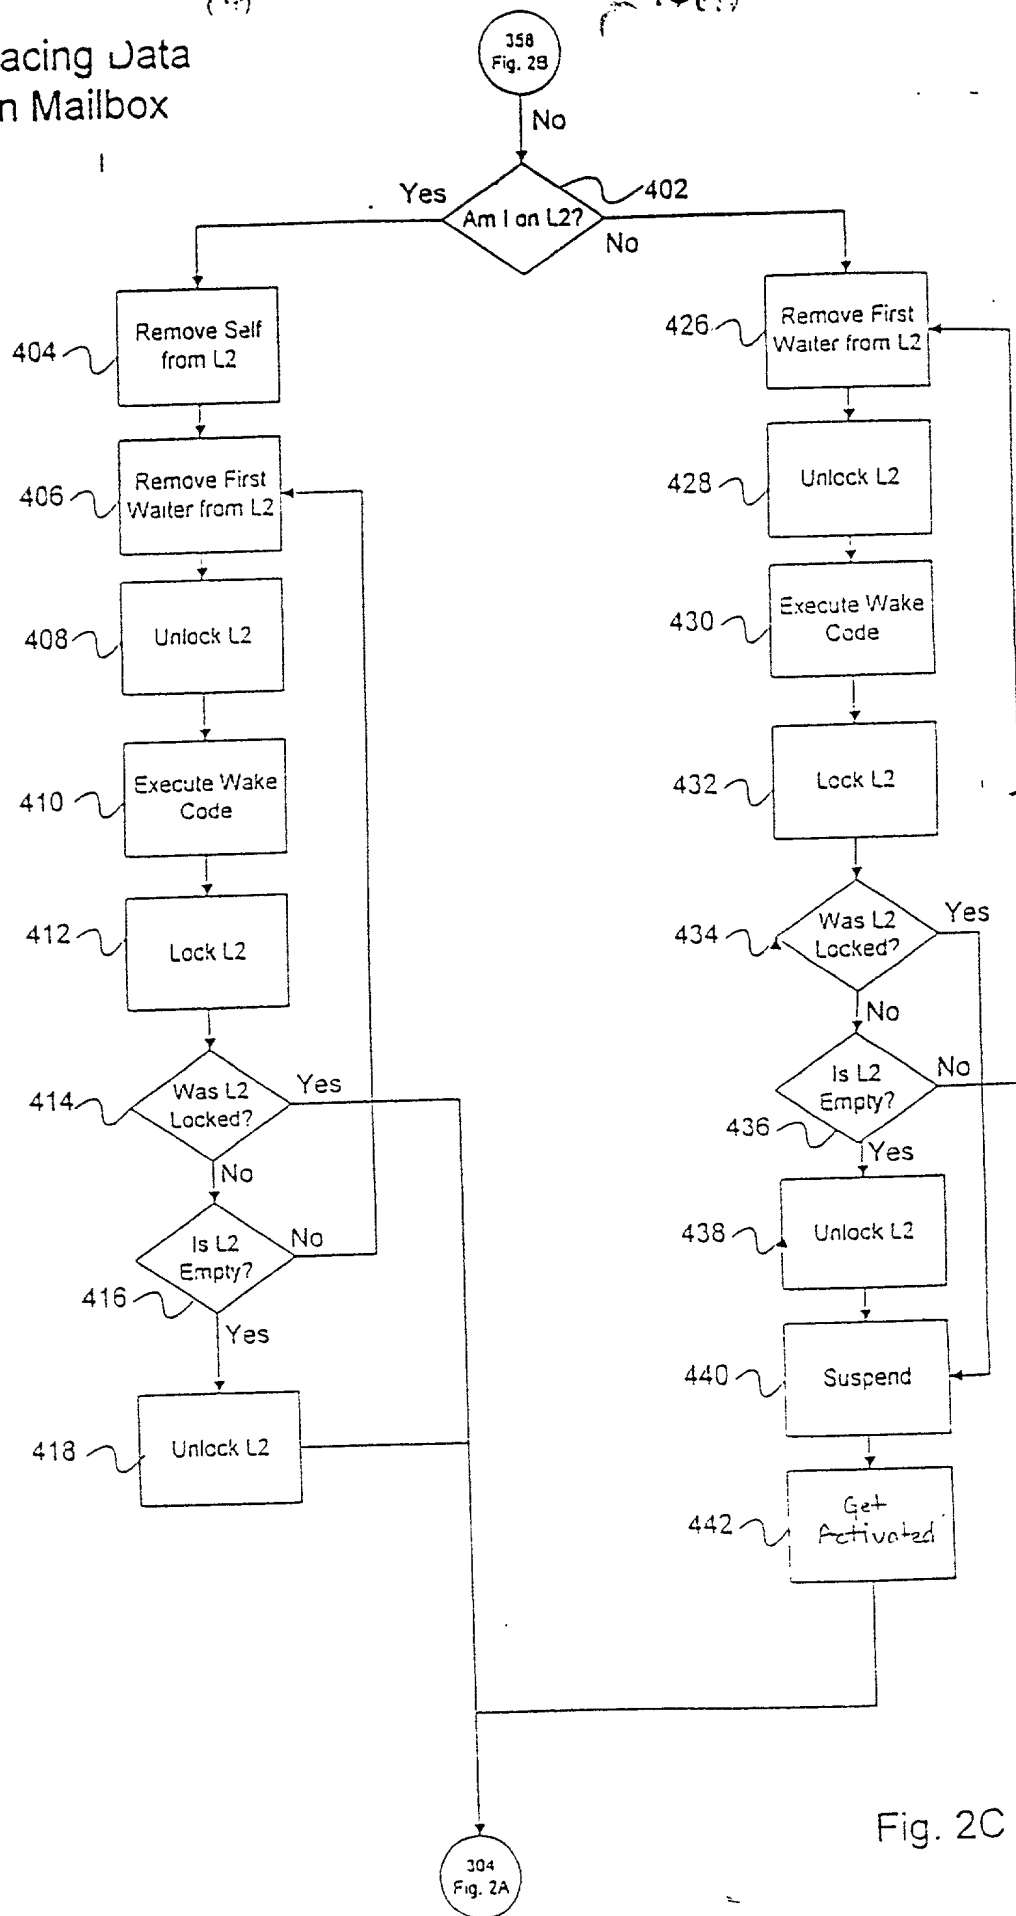 acing Data
n Mailbox
358
Fig. 2B
No
Yes
402
Am I on L2?
No
404
Remove Self
from L2
406
Remove First
Waiter from L2
408
Unlock L2
410
Execute Wake
Code
412
Lock L2
414
Was L2
Locked?
Yes
No
Is L2
Empty?
No
416
Yes
418
Unlock L2
426
Remove First
Waiter from L2
428
Unlock L2
430
Execute Wake
Code
432
Lock L2
434
Was L2
Locked?
Yes
No
Is L2
Empty?
No
436
Yes
438
Unlock L2
440
Suspend
442
Get
Activated
304
Fig. 2A
Fig. 2C